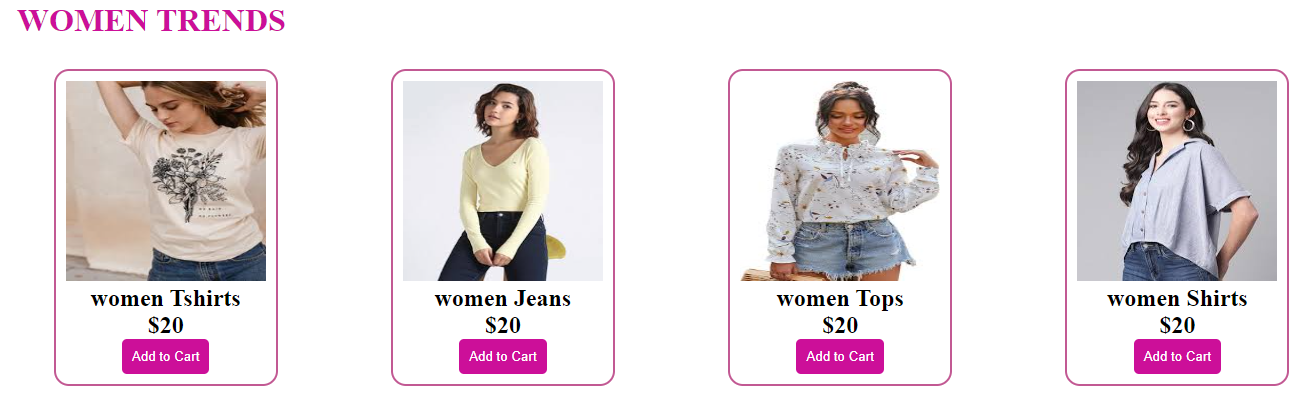 WOMEN TRENDS
women Tshirts
$20
Add to Cart
women Jeans
$20
Add to Cart
women Tops
$20
Add to Cart
women Shirts
$20
Add to Cart